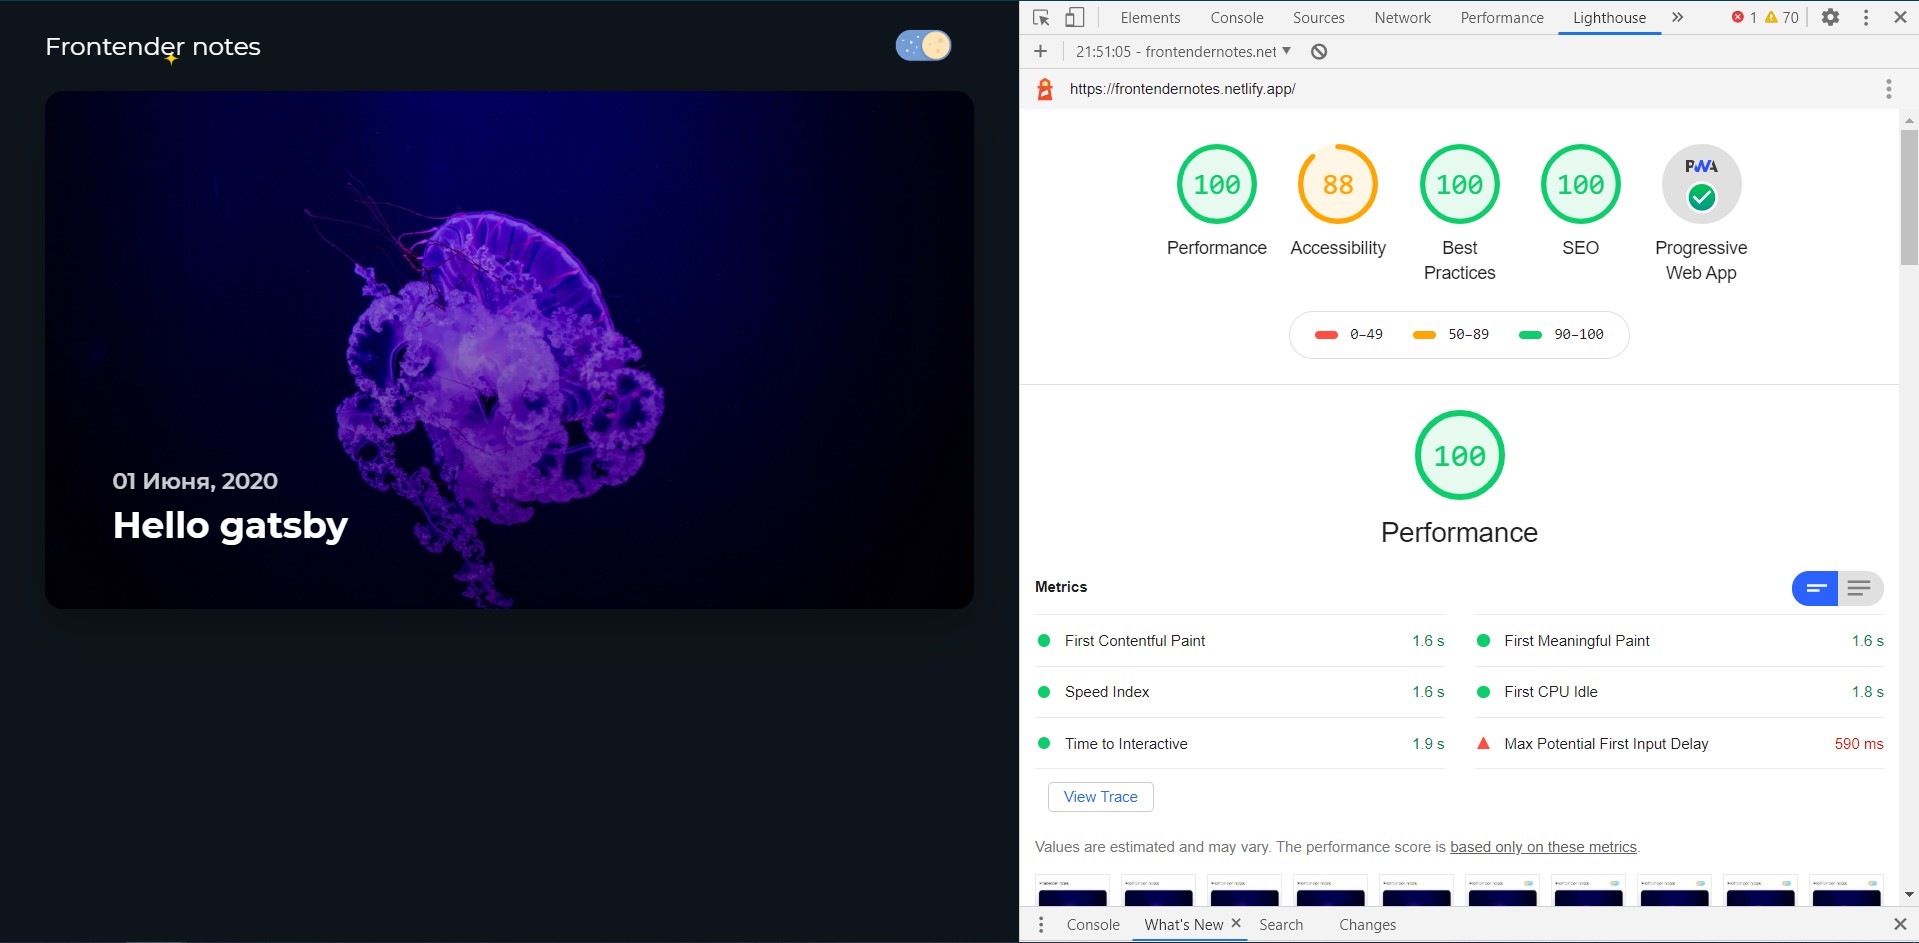 Frontender notes
01 Июня, 2020
Hello gatsby
Elements Console Sources Network Performance Lighthouse 1 70
21:51:05 - frontendernotes.net
https://frontendernotes.netlify.app/
100 88 100 100 PWA
Performance Accessibility Best Practices SEO Progressive Web App
0–49 50–89 90–100
100
Performance
Metrics
First Contentful Paint 1.6 s First Meaningful Paint 1.6 s
Speed Index 1.6 s First CPU Idle 1.8 s
Time to Interactive 1.9 s Max Potential First Input Delay 590 ms
View Trace
Values are estimated and may vary. The performance score is based only on these metrics.
Console What's New Search Changes